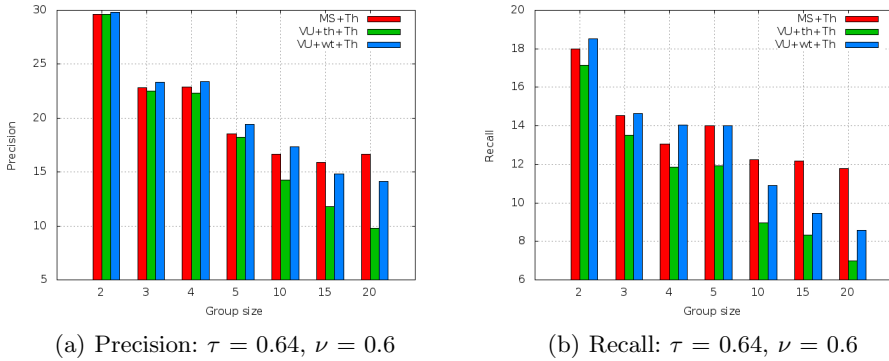 30
25
20
15
10
5
Precision
MS+Th
VU+th+Th
VU+wt+Th
2 3 4 5 10 15 20
Group size
(a) Precision: τ = 0.64, ν = 0.6
20
18
16
14
12
10
8
6
Recall
MS+Th
VU+th+Th
VU+wt+Th
2 3 4 5 10 15 20
Group size
(b) Recall: τ = 0.64, ν = 0.6